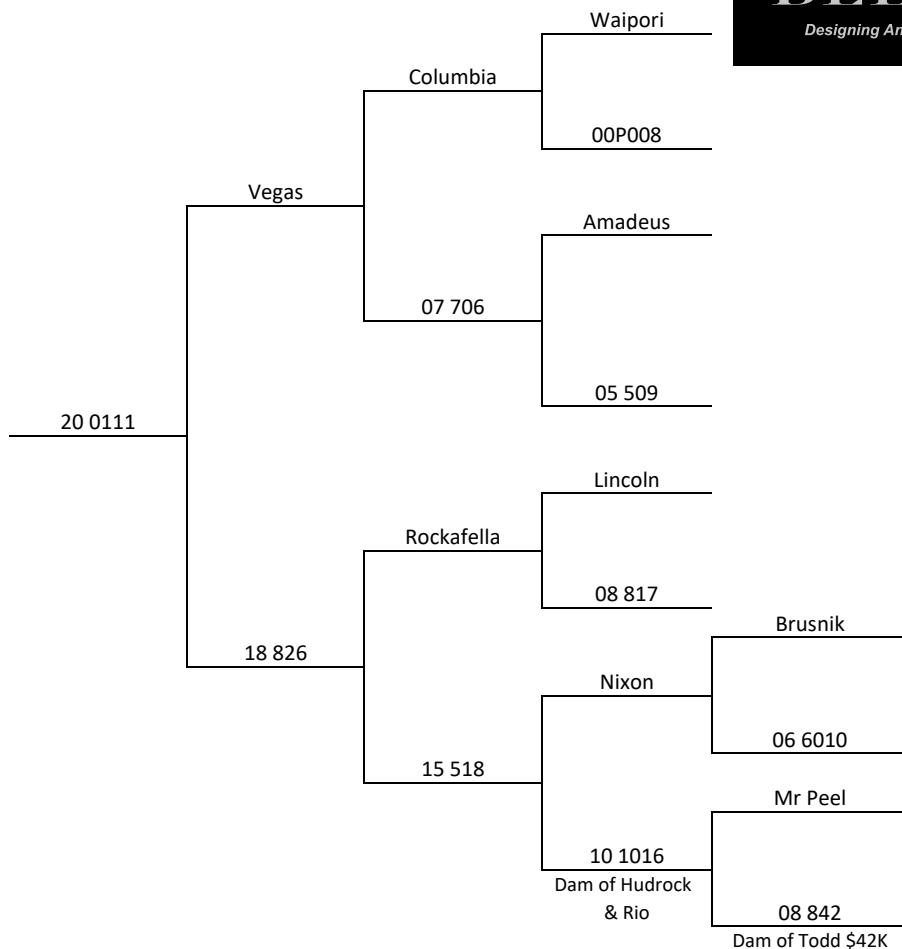 Designing
Waipori
Columbia
00P008
Vegas
Amadeus
07 706
05 509
20 0111
Lincoln
Rockafella
08 817
Brusnik
18 826
Nixon
06 6010
15 518
Mr Peel
10 1016
Dam of Hudrock
& Rio
08 842
Dam of Todd $42K